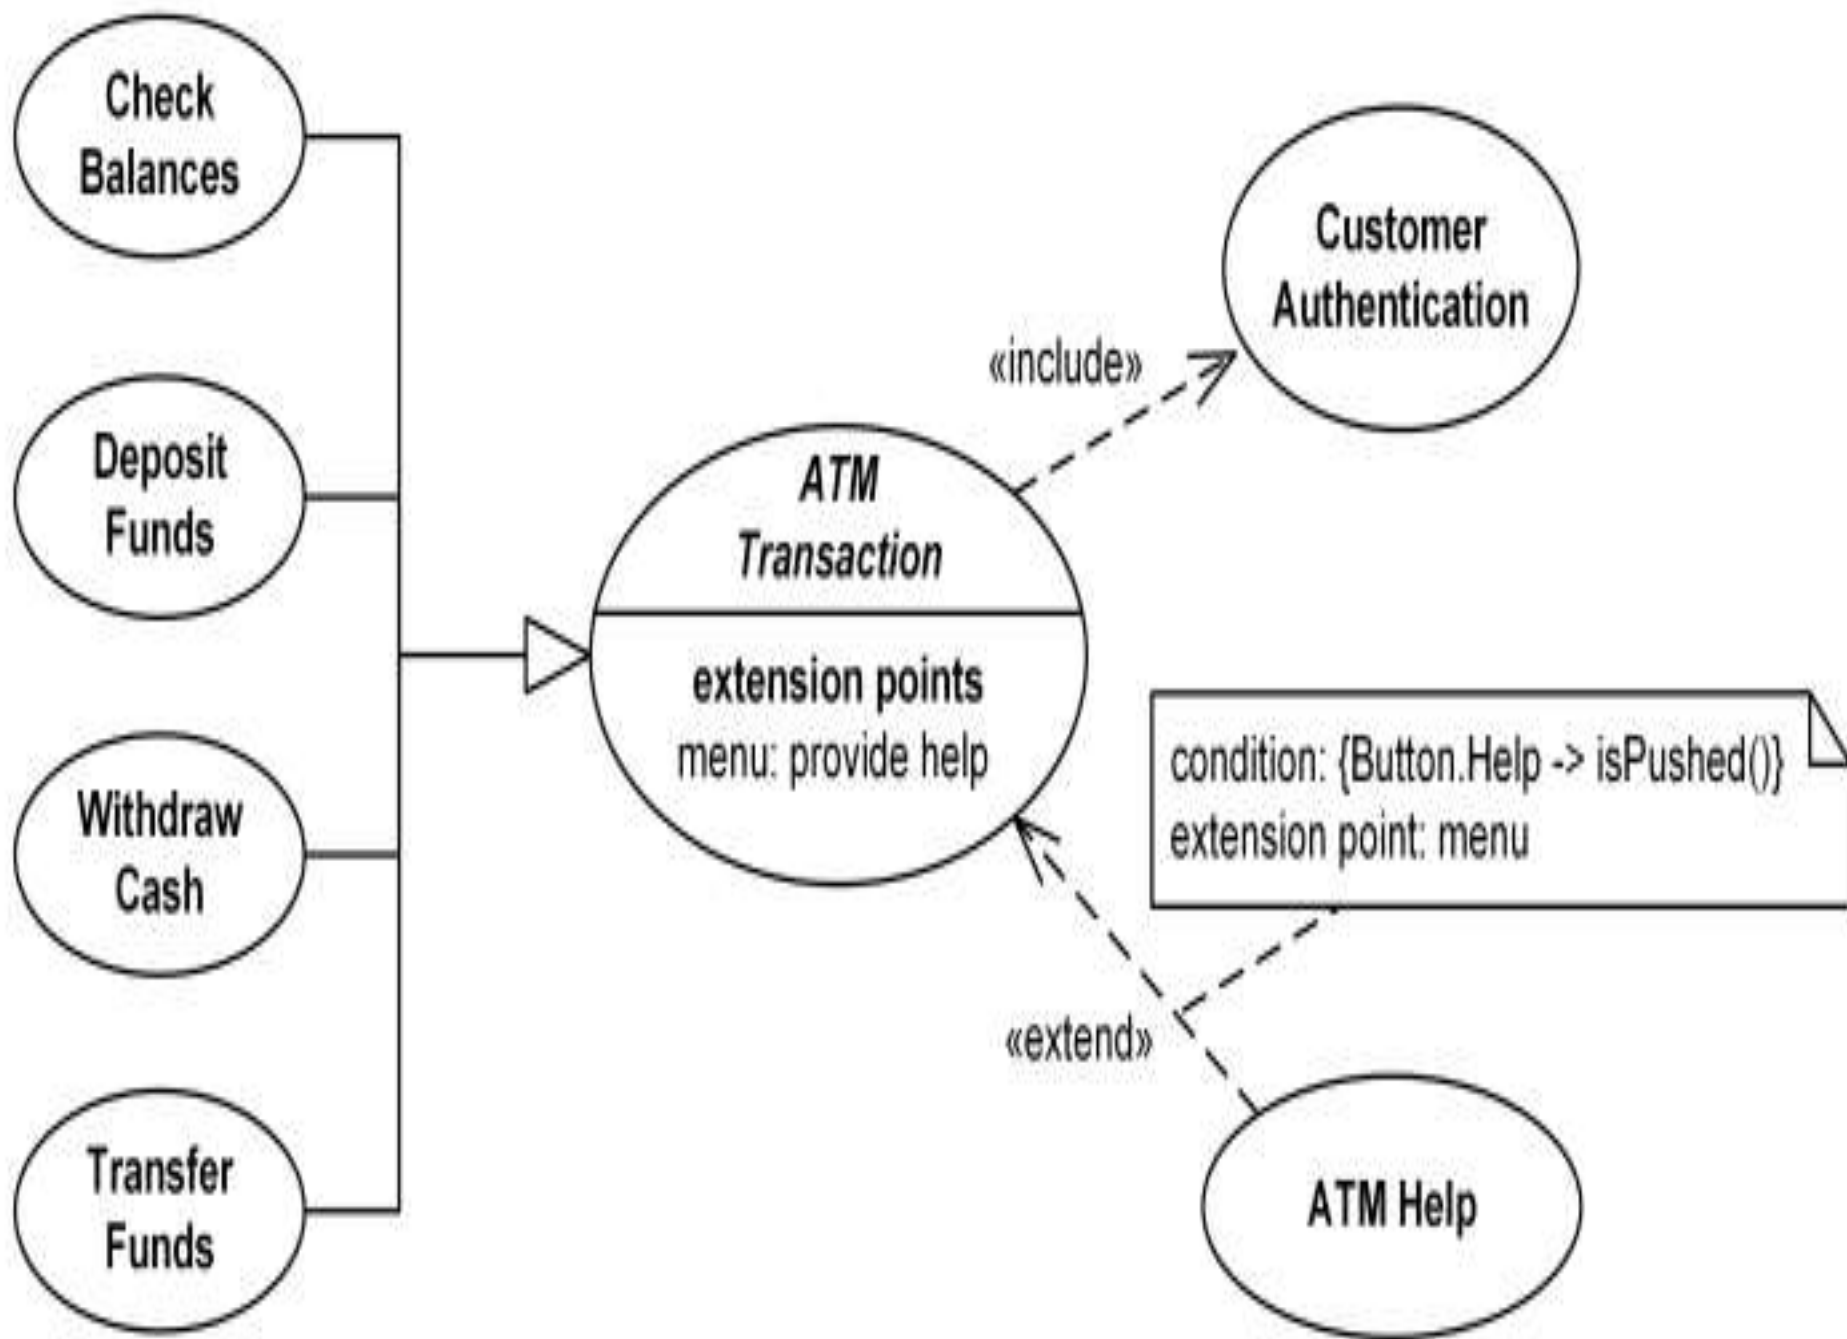 Check
Balances
Deposit
Funds
Withdraw
Cash
Transfer
Funds
ATM
Transaction
extension points
menu: provide help
«include»
Customer
Authentication
condition: {Button.Help -> isPushed()}
extension point: menu
«extend»
ATM Help